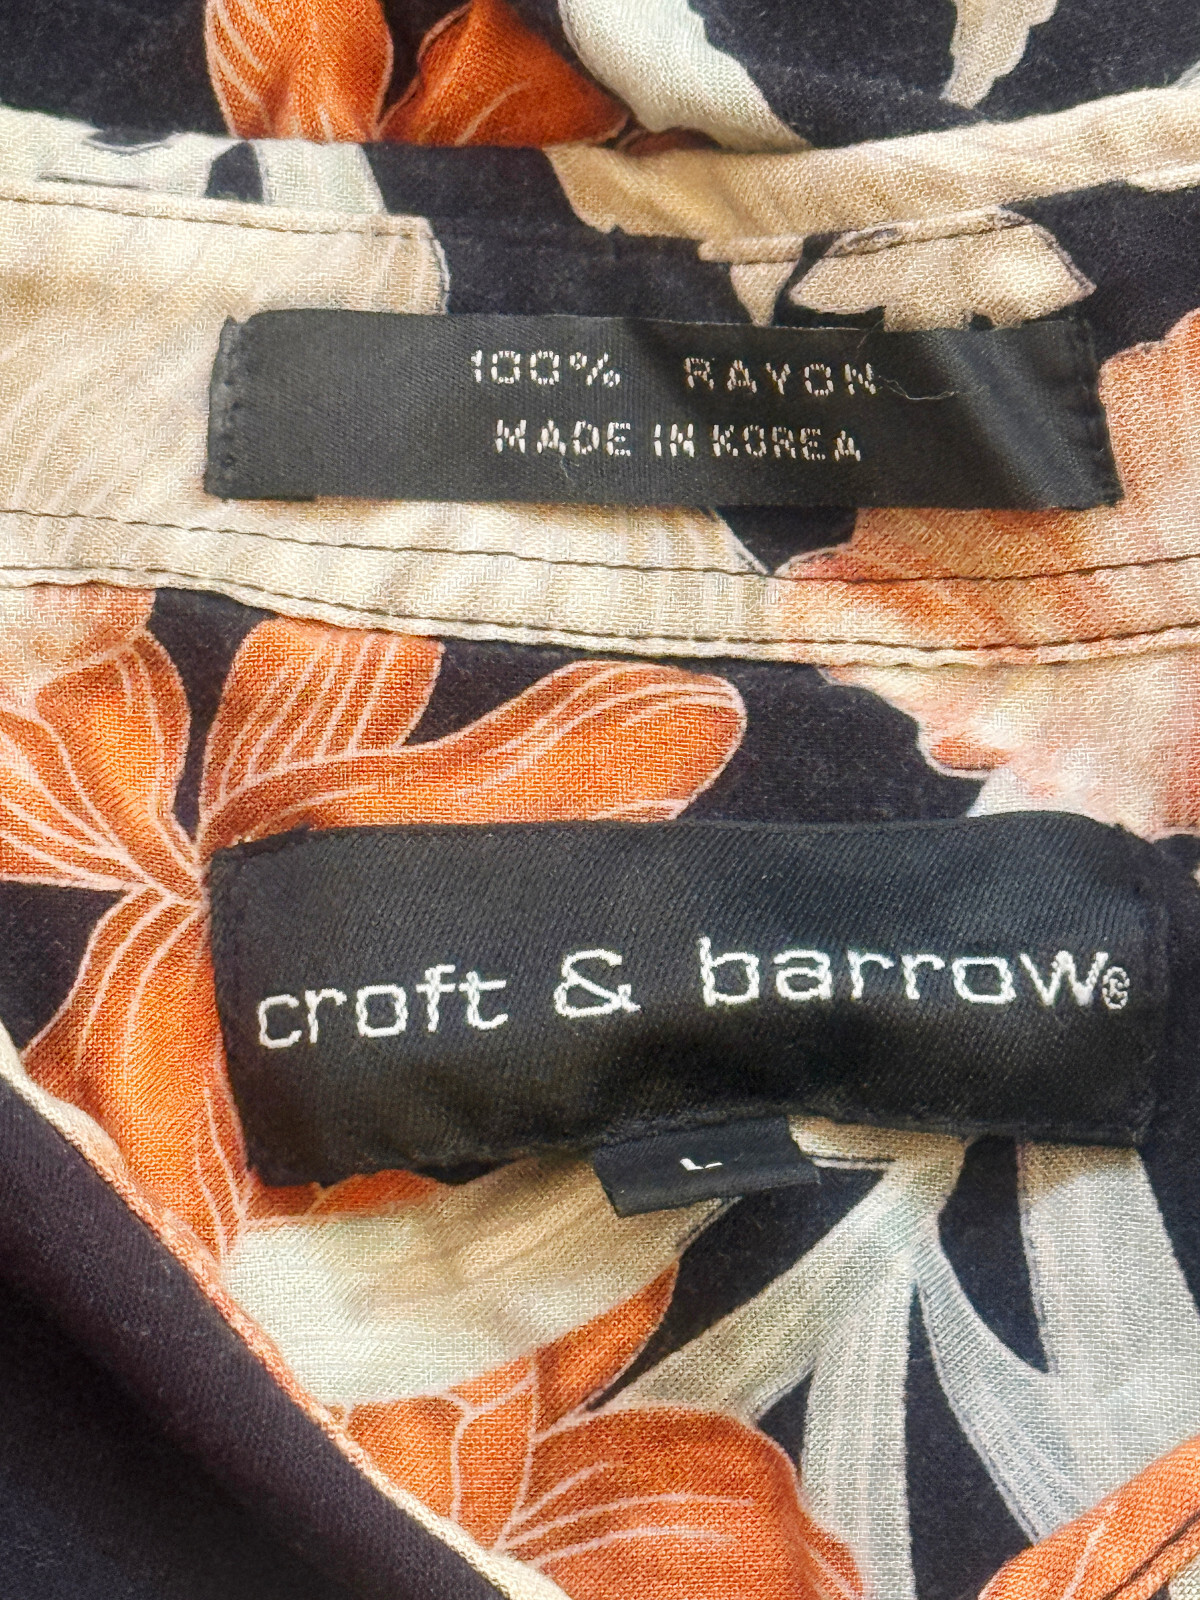 100% RAYON
MADE IN KOREA
croft & barrow®
L